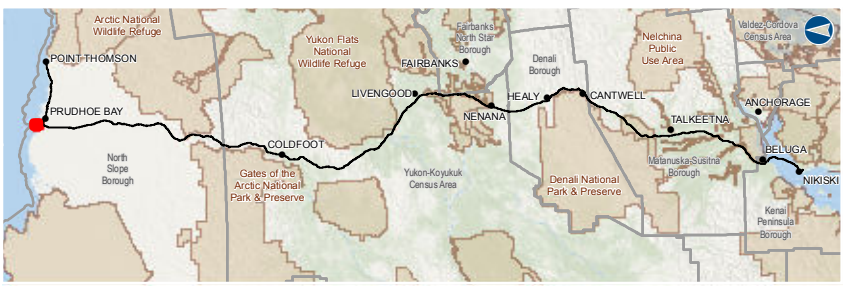 Arctic National
Wildlife Refuge
Yukon Flats
National
Wildlife Refuge
Fairbanks
North Star
Borough
Nelchina
Public
Use Area
Valdez-Cordova
Census Area
POINT THOMSON
FAIRBANKS
Denali
Borough
LIVENGOOD
HEALY
CANTWELL
ANCHORAGE
PRUDHOE BAY
NENANA
TALKEETNA
COLDFOOT
BELUGA
North
Slope
Borough
Gates of the
Arctic National
Park & Preserve
Yukon-Koyukuk
Census Area
Denali National
Park & Preserve
Matanuska-Susitna
Borough
NIKISKI
Kenai
Peninsula
Borough